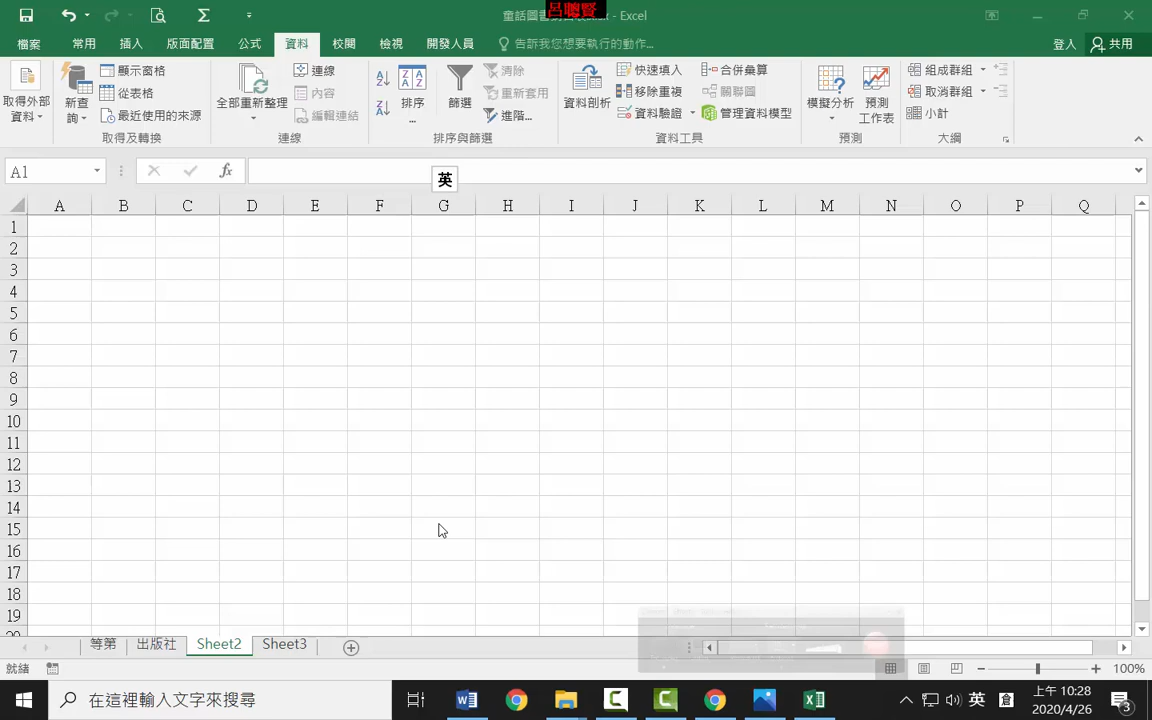 呂聰賢
童話圖書 - Excel
檔案 常用 插入 版面配置 公式 資料 校閱 檢視 開發人員 告訴我您想要執行的動作... 登入 共用
取得外部資料
新查詢
顯示窗格
從表格
最近使用的來源
取得及轉換
全部重新整理
連線
內容
編輯連結
連線
排序...
篩選
清除
重新套用
進階...
排序與篩選
資料剖析
快速填入
移除重複
資料驗證
合併彙算
關聯圖
管理資料模型
資料工具
模擬分析
預測工作表
預測
組成群組
取消群組
小計
大綱
A1 fx
英
A B C D E F G H I J K L M N O P Q
1
2
3
4
5
6
7
8
9
10
11
12
13
14
15
16
17
18
19
等第 出版社 Sheet2 Sheet3
就緒 100%
在這裡輸入文字來搜尋
英 倉 上午 10:28
2020/4/26 3